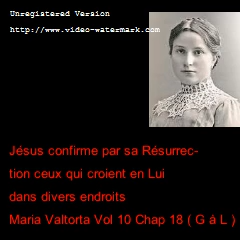 Unregistered Version
http://www.video-watermark.com
Jésus confirme par sa Résurrec-
tion ceux qui croient en Lui
dans divers endroits
Maria Valtorta Vol 10 Chap 18 ( G á L )